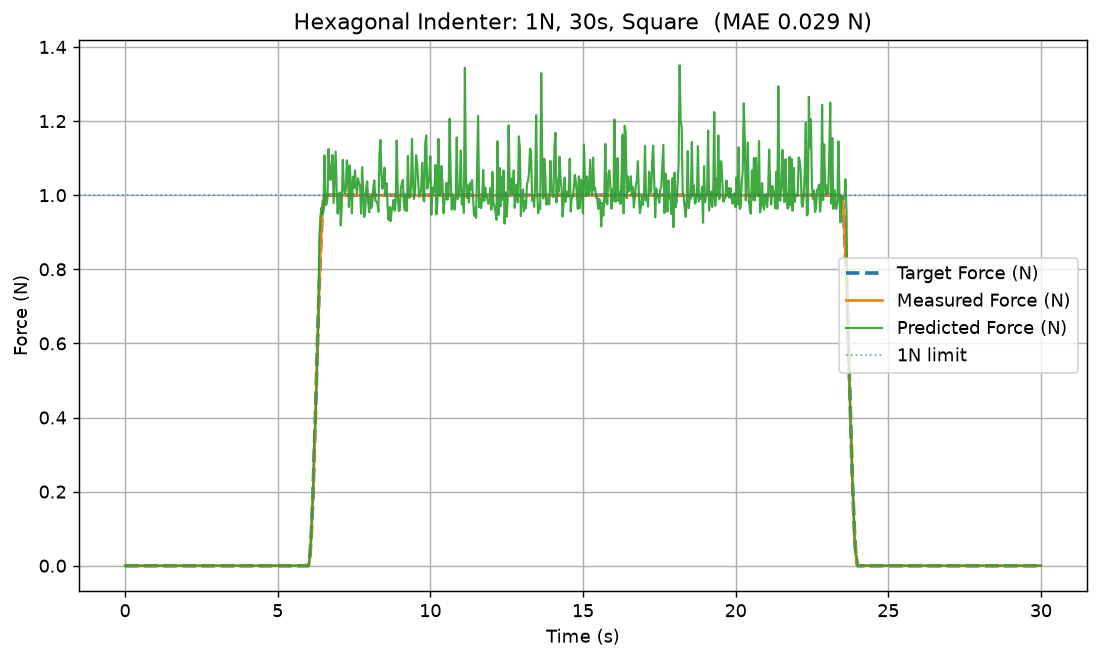 Hexagonal Indenter: 1N, 30s, Square  (MAE 0.029 N)
1.4
1.2
1.0
0.8
0.6
0.4
0.2
0.0
Force (N)
Target Force (N)
Measured Force (N)
Predicted Force (N)
1N limit
0 5 10 15 20 25 30
Time (s)